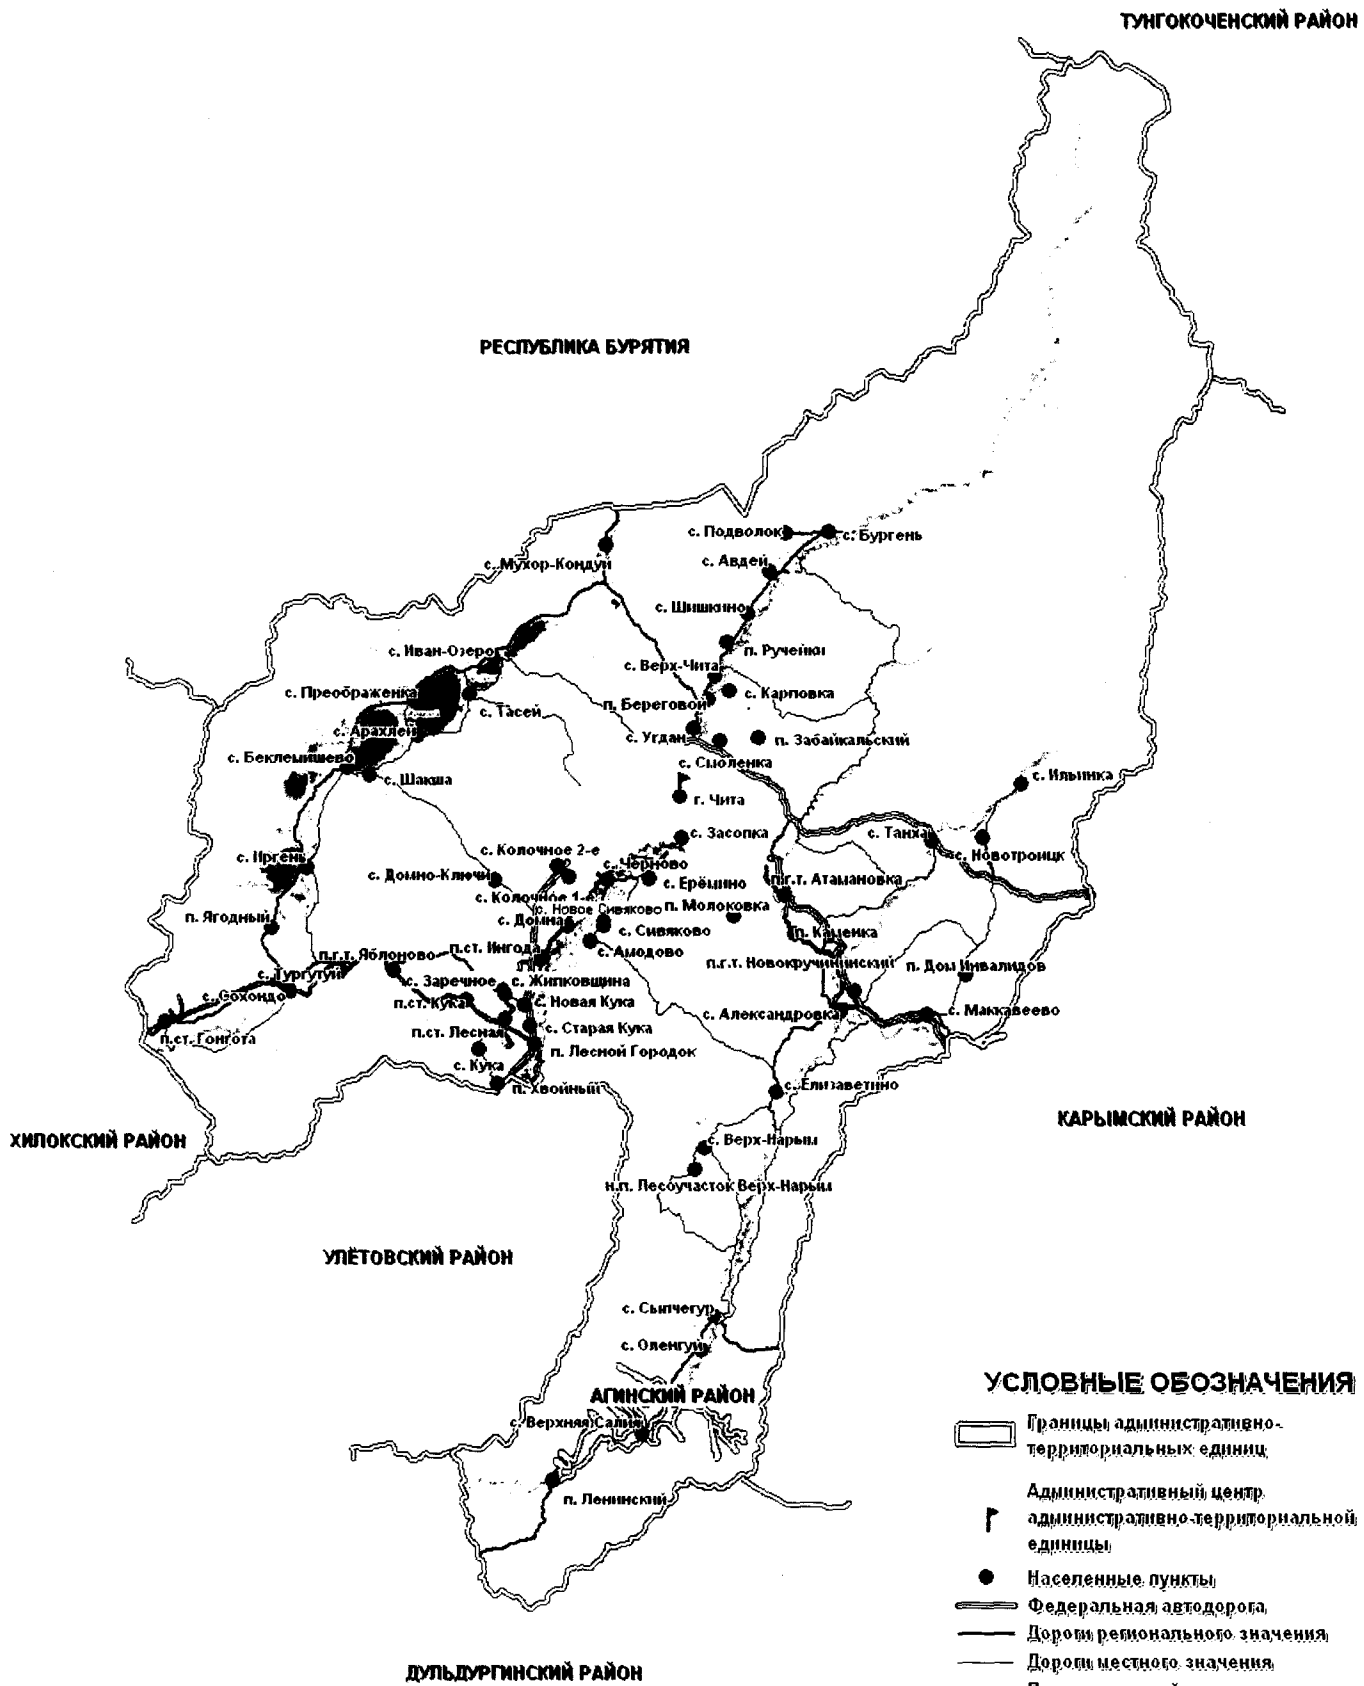 ТУНГОКОЧЕНСКИЙ РАЙОН
РЕСПУБЛИКА БУРЯТИЯ
с. Подволок
с. Бургень
с. Авдей
с. Мухор-Кондуй
с. Шишкино
п. Ручейки
с. Иван-Озеро
с. Верх-Чита
с. Преображенка
с. Карповка
п. Береговой
с. Тасей
с. Арахлей
с. Угдан
п. Забайкальский
с. Беклемишево
с. Смоленка
с. Шакша
с. Ильинка
г. Чита
с. Засопка
с. Танха
с. Колочное 2-е
с. Новотроицк
с. Иргень
с. Черново
с. Домно-Ключи
с. Ерёмино
п.г.т. Атамановка
с. Колочное 1-е
с. Новое Сивяково
п. Молоковка
п. Ягодный
с. Домна
с. Сивяково
п. Каменка
п.ст. Ингода
с. Амодово
п.г.т. Яблоново
п.г.т. Новокручининский
п. Дом Инвалидов
с. Тургутуй
с. Заречное
с. Жипковщина
с. Сохондо
п.ст. Кука
с. Новая Кука
с. Александровка
с. Маккавеево
п.ст. Гонгота
п.ст. Лесная
с. Старая Кука
п. Лесной Городок
с. Кука
п. Хвойный
с. Елизаветино
КАРЫМСКИЙ РАЙОН
ХИЛОКСКИЙ РАЙОН
с. Верх-Нарым
н.п. Лесоучасток Верх-Нарым
УЛЁТОВСКИЙ РАЙОН
с. Сыпчегур
с. Оленгуй
АГИНСКИЙ РАЙОН
с. Верхняя Салия
п. Ленинский
ДУЛЬДУРГИНСКИЙ РАЙОН
УСЛОВНЫЕ ОБОЗНАЧЕНИЯ
Границы административно-
территориальных единиц
Административный центр
административно-территориальной
единицы
Населенные пункты
Федеральная автодорога
Дороги регионального значения
Дороги местного значения